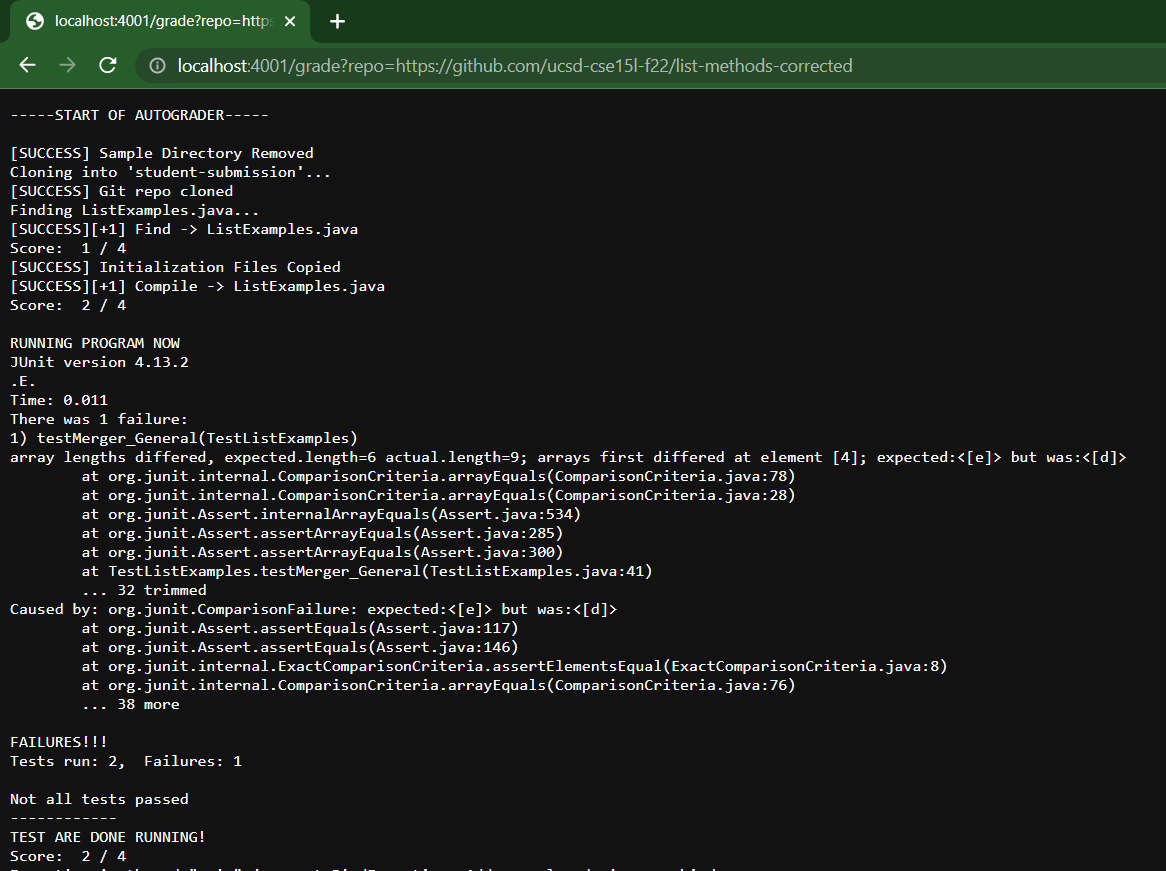 localhost:4001/grade?repo=http
localhost:4001/grade?repo=https://github.com/ucsd-cse15l-f22/list-methods-corrected
-----START OF AUTOGRADER-----
[SUCCESS] Sample Directory Removed
Cloning into 'student-submission'...
[SUCCESS] Git repo cloned
Finding ListExamples.java...
[SUCCESS][+1] Find -> ListExamples.java
Score:  1 / 4
[SUCCESS] Initialization Files Copied
[SUCCESS][+1] Compile -> ListExamples.java
Score:  2 / 4
RUNNING PROGRAM NOW
JUnit version 4.13.2
.E.
Time: 0.011
There was 1 failure:
1) testMerger_General(TestListExamples)
array lengths differed, expected.length=6 actual.length=9; arrays first differed at element [4]; expected:<[e]> but was:<[d]>
at org.junit.internal.ComparisonCriteria.arrayEquals(ComparisonCriteria.java:78)
at org.junit.internal.ComparisonCriteria.arrayEquals(ComparisonCriteria.java:28)
at org.junit.Assert.internalArrayEquals(Assert.java:534)
at org.junit.Assert.assertArrayEquals(Assert.java:285)
at org.junit.Assert.assertArrayEquals(Assert.java:300)
at TestListExamples.testMerger_General(TestListExamples.java:41)
... 32 trimmed
Caused by: org.junit.ComparisonFailure: expected:<[e]> but was:<[d]>
at org.junit.Assert.assertEquals(Assert.java:117)
at org.junit.Assert.assertEquals(Assert.java:146)
at org.junit.internal.ExactComparisonCriteria.assertElementsEqual(ExactComparisonCriteria.java:8)
at org.junit.internal.ComparisonCriteria.arrayEquals(ComparisonCriteria.java:76)
... 38 more
FAILURES!!!
Tests run: 2,  Failures: 1
Not all tests passed
------------
TEST ARE DONE RUNNING!
Score:  2 / 4